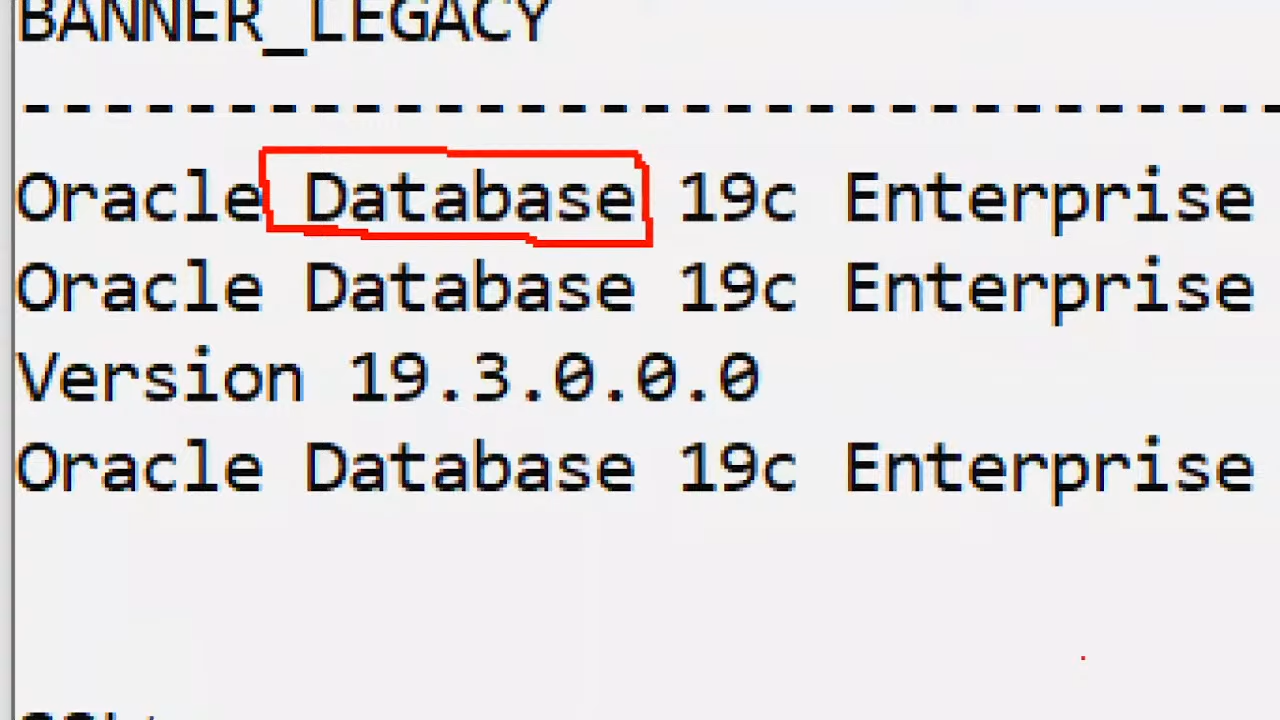 BANNER_LEGACY
--------------------------------
Oracle Database 19c Enterprise
Oracle Database 19c Enterprise
Version 19.3.0.0.0
Oracle Database 19c Enterprise